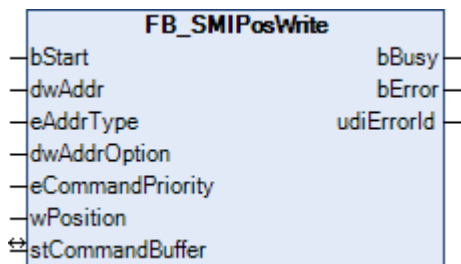 FB_SMIPosWrite
bStart bBusy
dwAddr bError
eAddrType udiErrorId
dwAddrOption
eCommandPriority
wPosition
stCommandBuffer